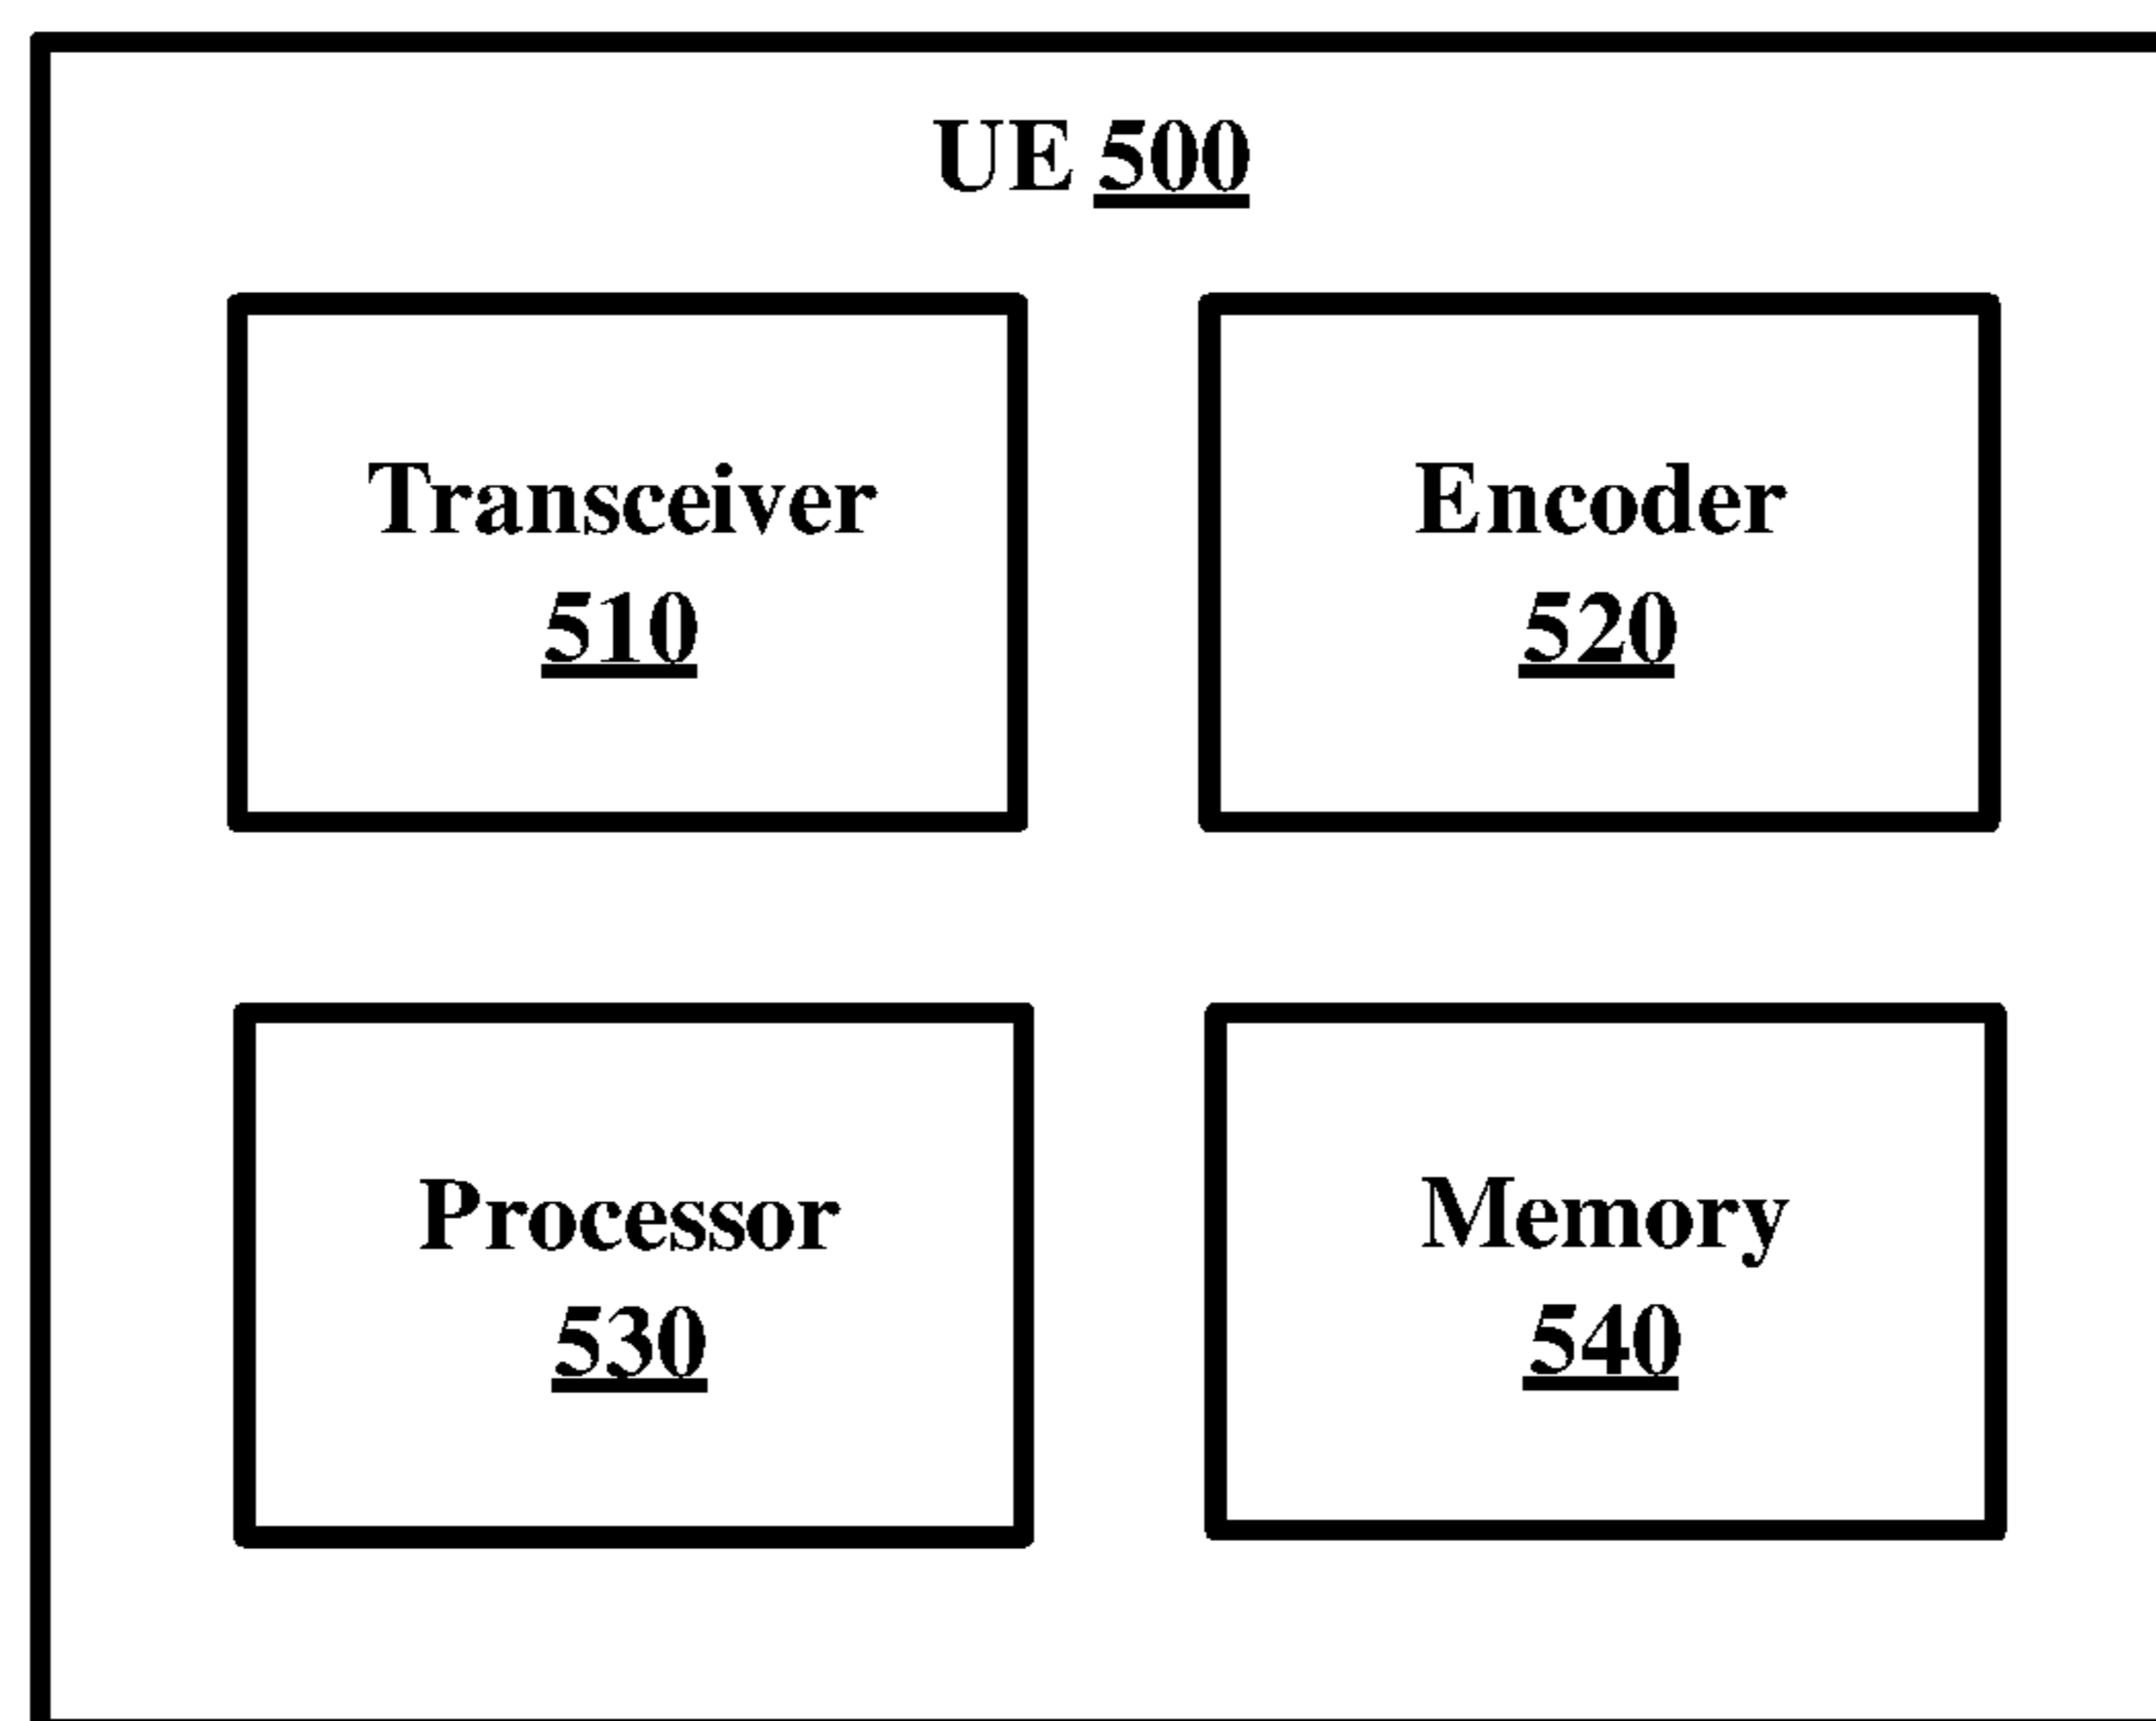 UE 500
Transceiver
510
Encoder
520
Processor
530
Memory
540